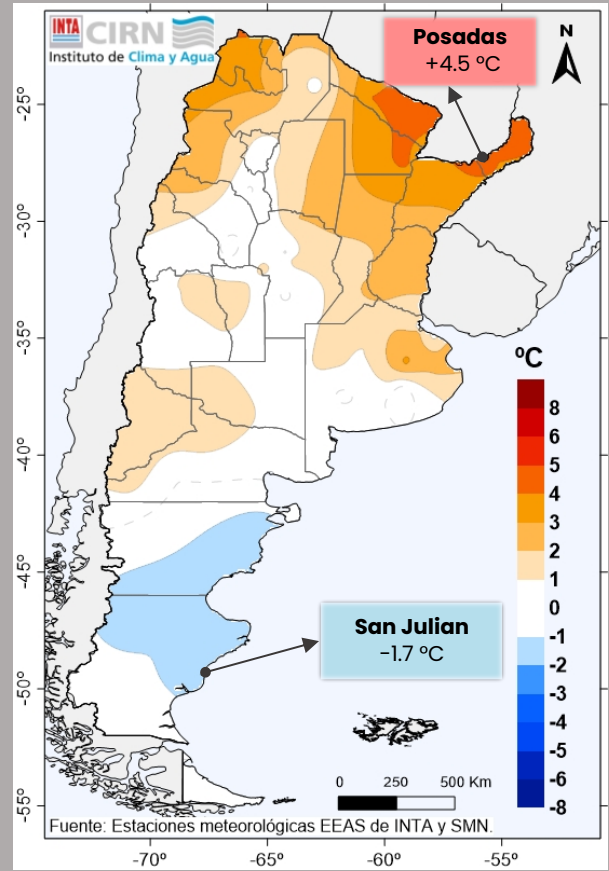 INTA
CIRN
Instituto de Clima y Agua
Posadas
+4.5 ºC
N
-25°
-30°
-35°
-40°
-45°
-50°
-55°
ºC
8
6
5
4
3
2
1
0
-1
-2
-3
-4
-5
-6
-8
San Julian
-1.7 ºC
0 250 500 Km
Fuente: Estaciones meteorológicas EEAS de INTA y SMN.
-70° -65° -60° -55°